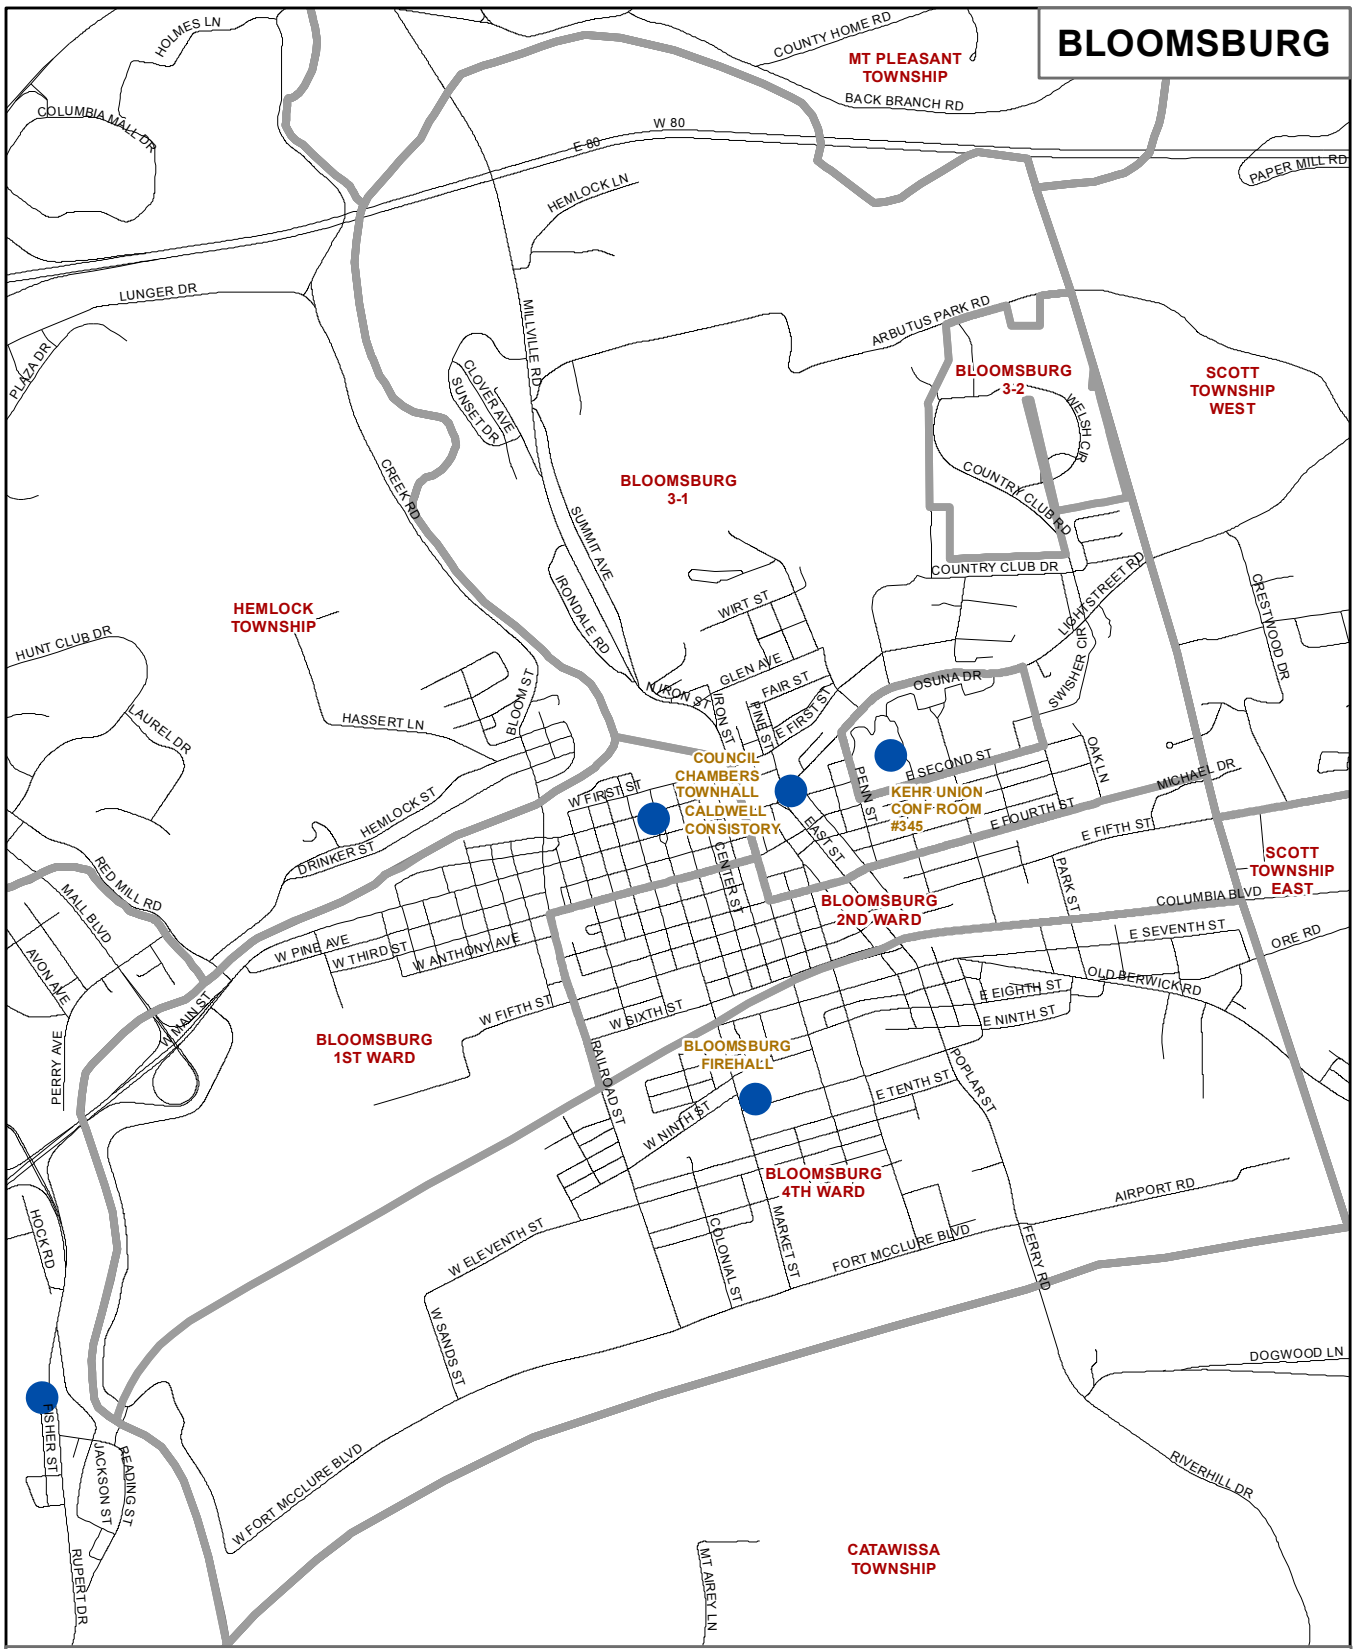 BLOOMSBURG
HOLMES LN
COUNTY HOME RD
MT PLEASANT
TOWNSHIP
BACK BRANCH RD
COLUMBIA MALL DR
W 80
E 80
PAPER MILL RD
HEMLOCK LN
LUNGER DR
MILLVILLE RD
ARBUTUS PARK RD
PLAZA DR
CLOVER AVE
SUNSET DR
BLOOMSBURG
3-2
WELSH CIR
SCOTT
TOWNSHIP
WEST
CREEK RD
BLOOMSBURG
3-1
COUNTRY CLUB RD
SUMMIT AVE
IRONDALE RD
COUNTRY CLUB DR
LIGHTSTREET RD
CRESTWOOD DR
WIRT ST
HEMLOCK
TOWNSHIP
HUNT CLUB DR
SWISHER CIR
GLEN AVE
FAIR ST
OSUNA DR
N IRON ST
IRON ST
PINE ST
E FIRST ST
BLOOM ST
HASSERT LN
LAUREL DR
COUNCIL
CHAMBERS
TOWNHALL
CALDWELL
CONSISTORY
E SECOND ST
OAK LN
MICHAEL DR
PENN ST
KEHR UNION
CONF ROOM
#345
W FIRST ST
HEMLOCK ST
DRINKER ST
EAST ST
E FOURTH ST
E FIFTH ST
CENTER ST
PARK ST
SCOTT
TOWNSHIP
EAST
COLUMBIA BLVD
RED MILL RD
MALL BLVD
BLOOMSBURG
2ND WARD
E SEVENTH ST
ORE RD
W PINE AVE
W THIRD ST
W ANTHONY AVE
AVON AVE
OLD BERWICK RD
E EIGHTH ST
E NINTH ST
W FIFTH ST
W SIXTH ST
W MAIN ST
BLOOMSBURG
1ST WARD
PERRY AVE
RAILROAD ST
BLOOMSBURG
FIREHALL
POPLAR ST
E TENTH ST
W NINTH ST
BLOOMSBURG
4TH WARD
AIRPORT RD
HOCK RD
W ELEVENTH ST
COLONIAL ST
MARKET ST
FORT MCCLURE BLVD
FERRY RD
W SANDS ST
DOGWOOD LN
FISHER ST
JACKSON ST
READING ST
W FORT MCCLURE BLVD
RIVERHILL DR
RUPERT DR
MT AIREY LN
CATAWISSA
TOWNSHIP